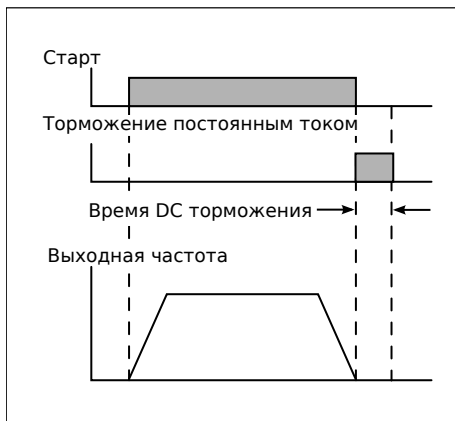 Старт
Торможение постоянным током
Время DC торможения
Выходная частота